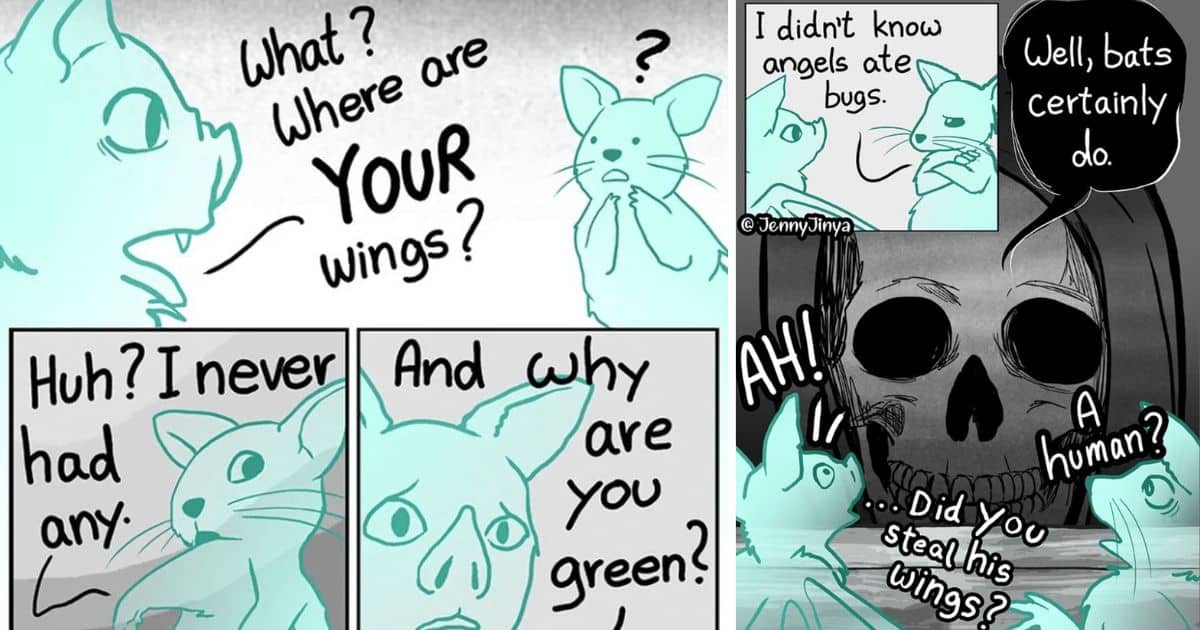 What?
Where are
YOUR
wings?
?
Huh? I never
had
any.
And why
are
you
green?
I didn't know
angels ate
bugs.
Well, bats
certainly
do.
@JennyJinya
AH!
A
human?
... Did you
steal his
wings?